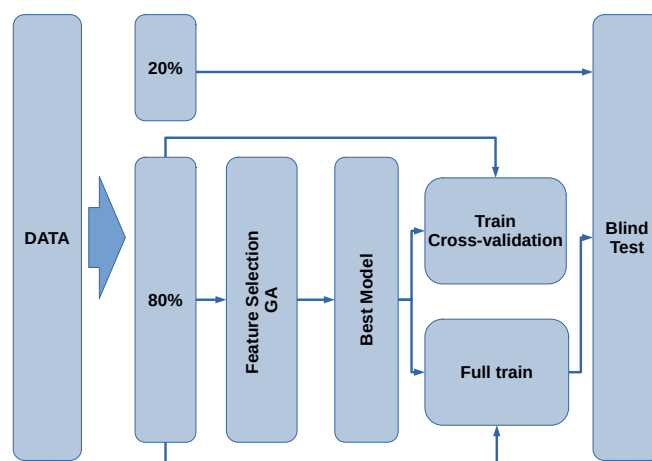 DATA
20%
80%
Feature Selection
GA
Best Model
Train
Cross-validation
Full train
Blind
Test